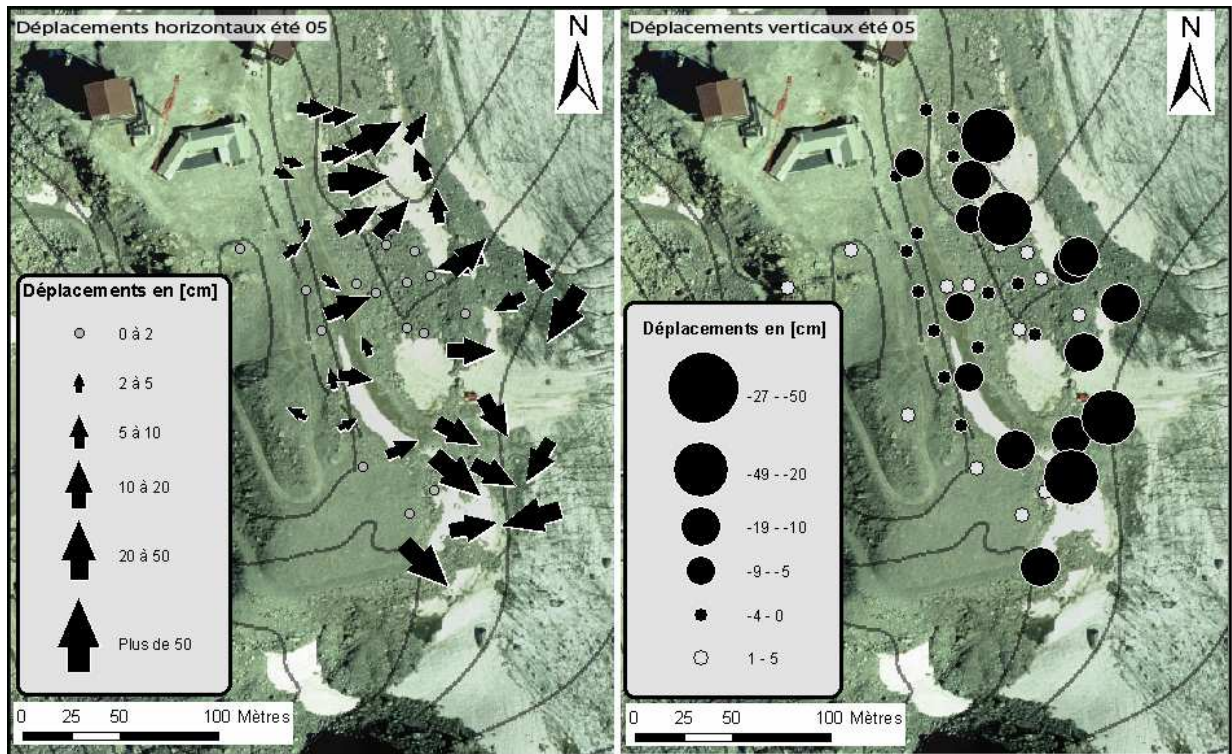 Déplacements horizontaux été 05
N
Déplacements en [cm]
0 à 2
2 à 5
5 à 10
10 à 20
20 à 50
Plus de 50
0 25 50 100 Mètres
Déplacements verticaux été 05
N
Déplacements en [cm]
-27 - -50
-49 - -20
-19 - -10
-9 - -5
-4 - 0
1 - 5
0 25 50 100 Mètres